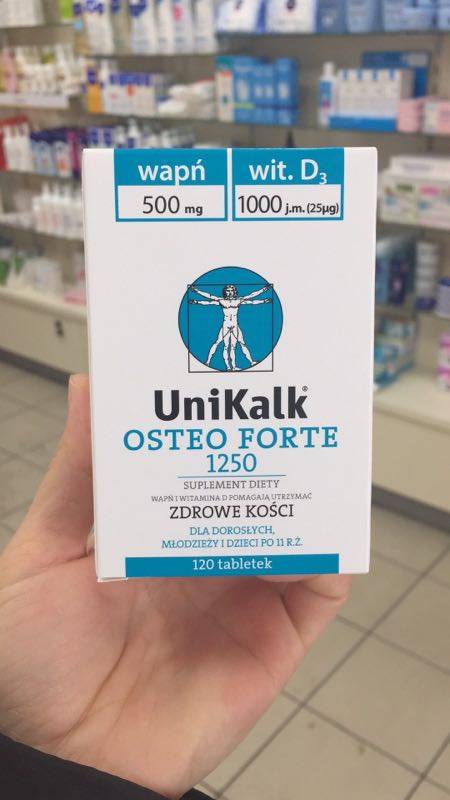 wapń
500 mg
wit. D₃
1000 j.m. (25µg)
UniKalk®
OSTEO FORTE
1250
SUPLEMENT DIETY
WAPŃ I WITAMINA D POMAGAJĄ UTRZYMAĆ
ZDROWE KOŚCI
DLA DOROSŁYCH,
MŁODZIEŻY I DZIECI PO 11 R.Ż.
120 tabletek